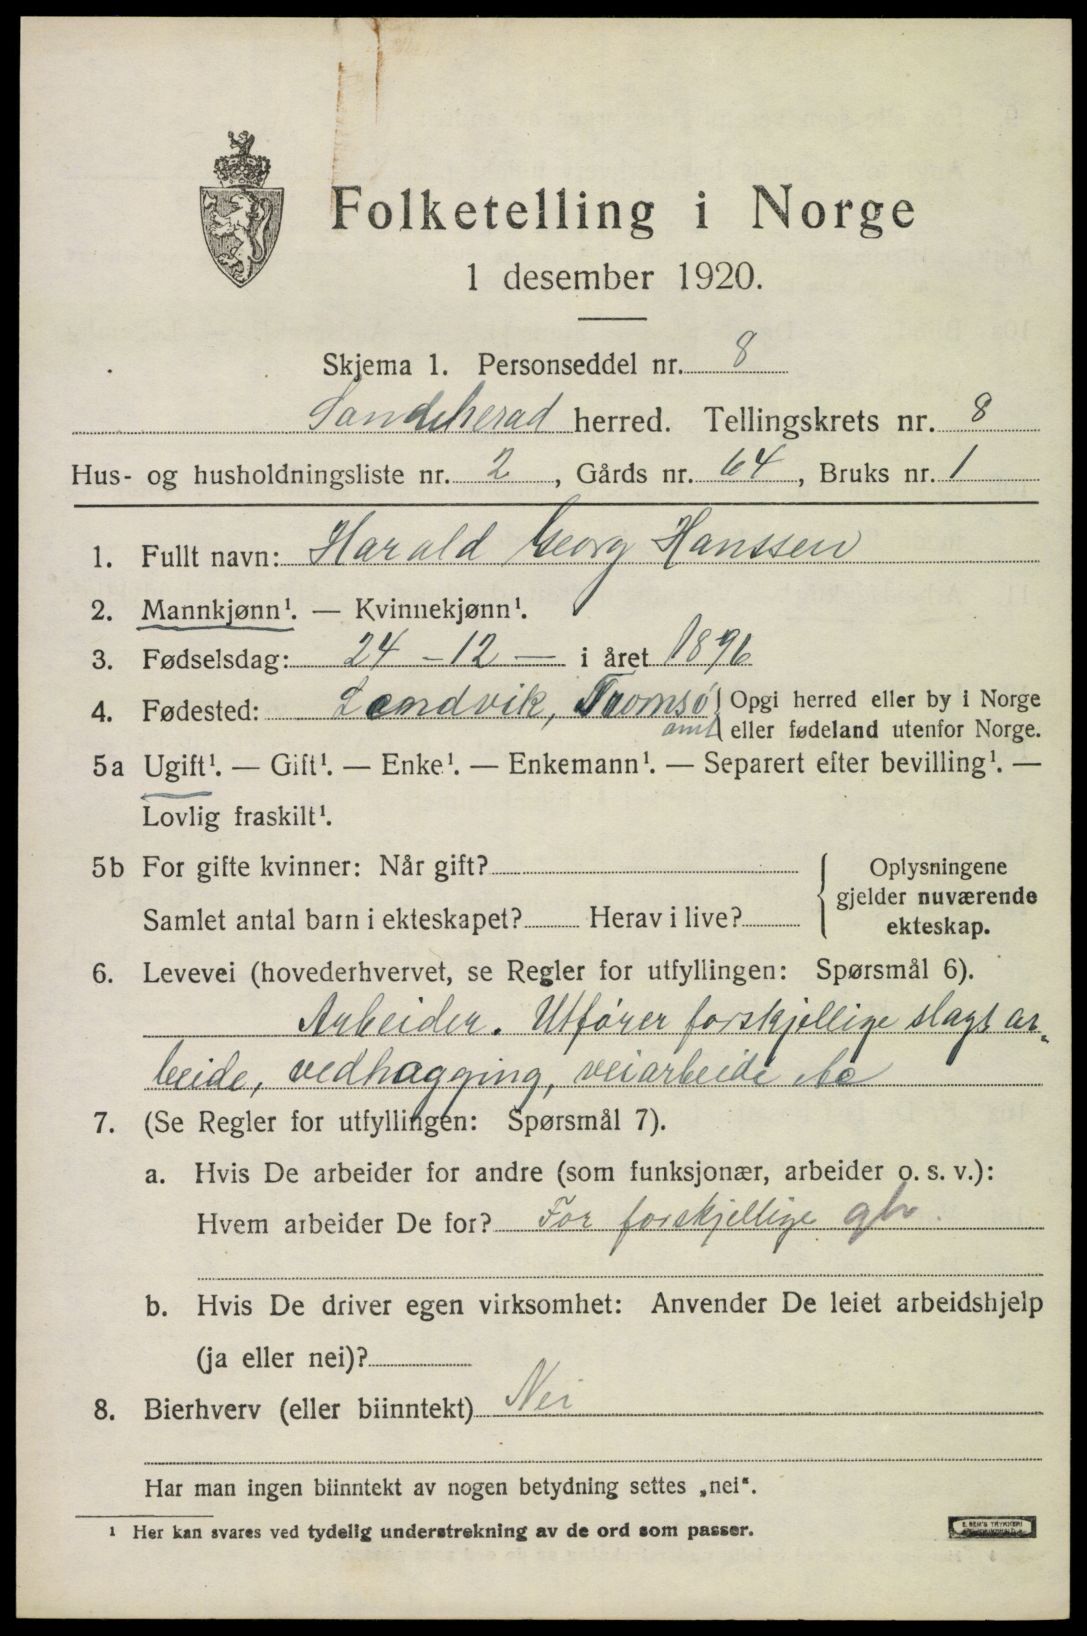 Folketelling i Norge
1 desember 1920.
Skjema 1. Personseddel nr. 8
Sandeherad herred. Tellingskrets nr. 8
Hus- og husholdningsliste nr. 2, Gårds nr. 64, Bruks nr. 1
1. Fullt navn: Harald Georg Hanssen
2. Mannkjønn¹. — Kvinnekjønn¹.
3. Fødselsdag: 24 - 12 — i året 1896
4. Fødested: Landvik, Tromsø amt
Opgi herred eller by i Norge
eller fødeland utenfor Norge.
5a Ugift¹. — Gift¹. — Enke¹. — Enkemann¹. — Separert efter bevilling¹. —
Lovlig fraskilt¹.
5b For gifte kvinner: Når gift?
Samlet antal barn i ekteskapet? Herav i live?
Oplysningene
gjelder nuværende
ekteskap.
6. Levevei (hovederhvervet, se Regler for utfyllingen: Spørsmål 6).
Arbeider. Utfører forskjellige slags ar-
beide, vedhagging, veiarbeide
7. (Se Regler for utfyllingen: Spørsmål 7).
a. Hvis De arbeider for andre (som funksjonær, arbeider o. s. v.):
Hvem arbeider De for? For forskjellige
b. Hvis De driver egen virksomhet: Anvender De leiet arbeidshjelp
(ja eller nei)?
8. Bierhverv (eller biinntekt) Nei
Har man ingen biinntekt av nogen betydning settes „nei“.
¹ Her kan svares ved tydelig understrekning av de ord som passer.